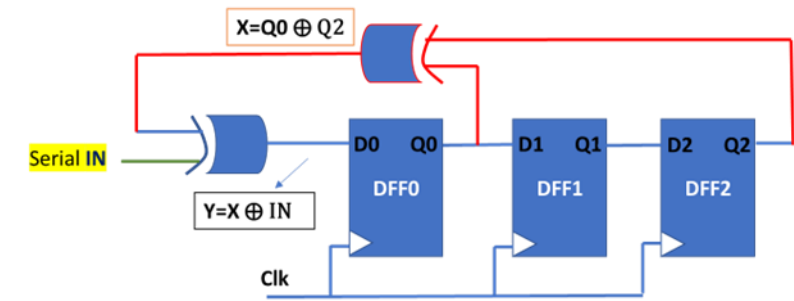 X=Q0 ⊕ Q2
Serial IN
D0 Q0 D1 Q1 D2 Q2
DFF0 DFF1 DFF2
Y=X ⊕ IN
Clk